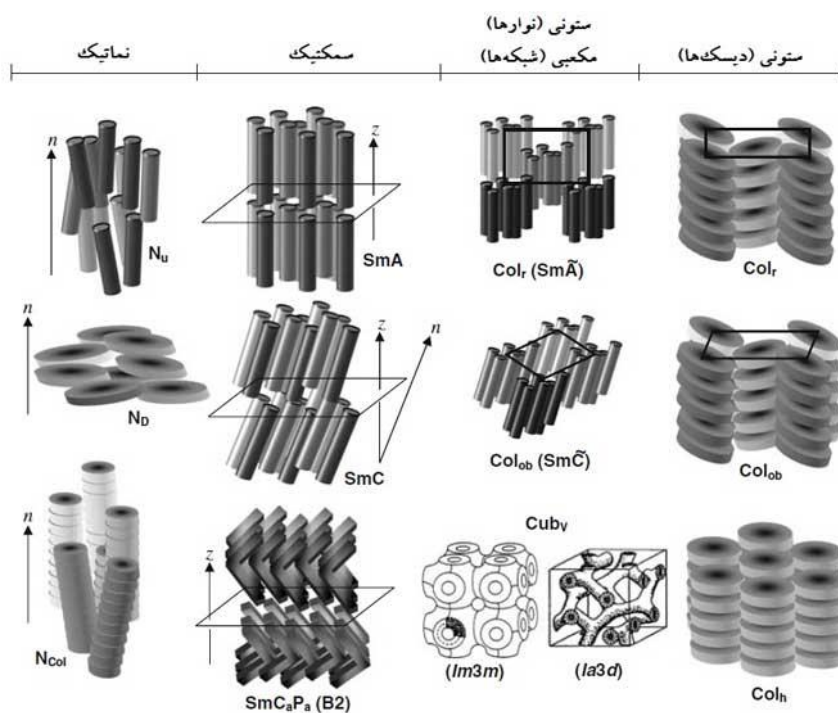 ستونی (نوارها)
نماتیک
سمکتیک
مکعبی (شبکه‌ها)
ستونی (دیسک‌ها)
n
Nu
z
SmA
Colr (SmÃ)
Colr
n
ND
z
n
SmC
Colob (SmC̃)
Colob
n
NCol
z
SmCaPa (B2)
CubV
(Im3m)
(Ia3d)
Colh